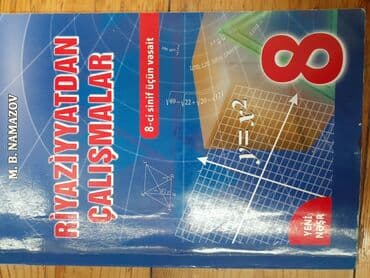 M. B. NAMAZOV
RİYAZİYYATDAN
ÇALIŞMALAR
8-ci sinif üçün vəsait
8
y = x2
YENİ
NƏŞR